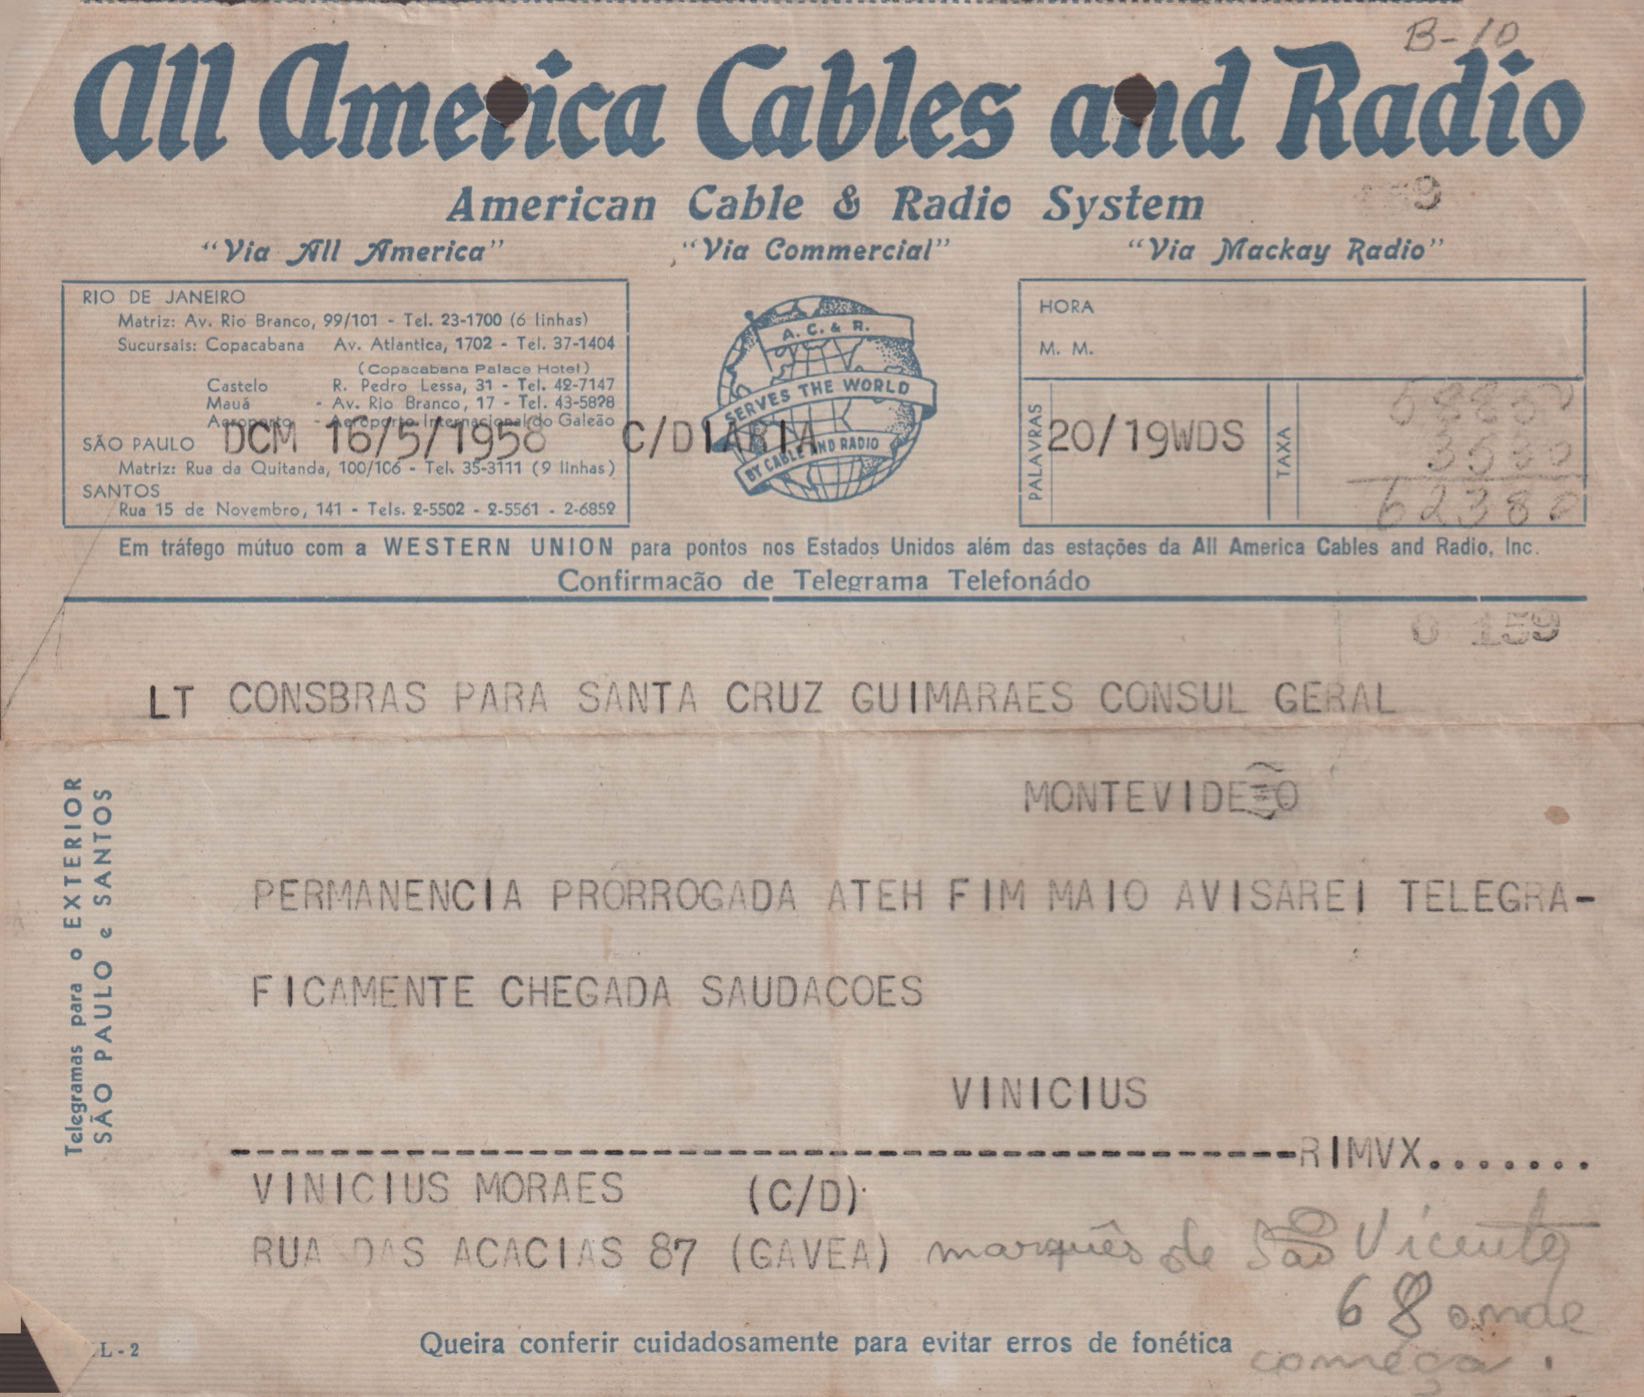 B-10
All America Cables and Radio
American Cable & Radio System
"Via All America" "Via Commercial" "Via Mackay Radio"
RIO DE JANEIRO
Matriz: Av. Rio Branco, 99/101 - Tel. 23-1700 (6 linhas)
Sucursais: Copacabana Av. Atlantica, 1702 - Tel. 37-1404
(Copacabana Palace Hotel)
Castelo R. Pedro Lessa, 31 - Tel. 42-7147
Mauá - Av. Rio Branco, 17 - Tel. 43-5828
Aeroporto - Aeroporto Internacional do Galeão
SÃO PAULO
Matriz: Rua da Quitanda, 100/106 - Tel. 35-3111 (9 linhas)
SANTOS
Rua 15 de Novembro, 141 - Tels. 2-5502 - 2-5561 - 2-6852
DCM 16/5/1958 C/DIARIA
A. C. & R.
SERVES THE WORLD
BY CABLE AND RADIO
HORA
M. M.
PALAVRAS
20/19WDS
TAXA
3500
62380
Em tráfego mútuo com a WESTERN UNION para pontos nos Estados Unidos além das estações da All America Cables and Radio, Inc.
Confirmacão de Telegrama Telefonádo
0 159
LT CONSBRAS PARA SANTA CRUZ GUIMARAES CONSUL GERAL
MONTEVIDEO
PERMANENCIA PRORROGADA ATEH FIM MAIO AVISAREI TELEGRA-
FICAMENTE CHEGADA SAUDACOES
VINICIUS
RIMVX.......
VINICIUS MORAES (C/D)
RUA DAS ACACIAS 87 (GAVEA) marquês de São Vicente
68 onde
começa.
Telegramas para o EXTERIOR
SÃO PAULO e SANTOS
L-2
Queira conferir cuidadosamente para evitar erros de fonética